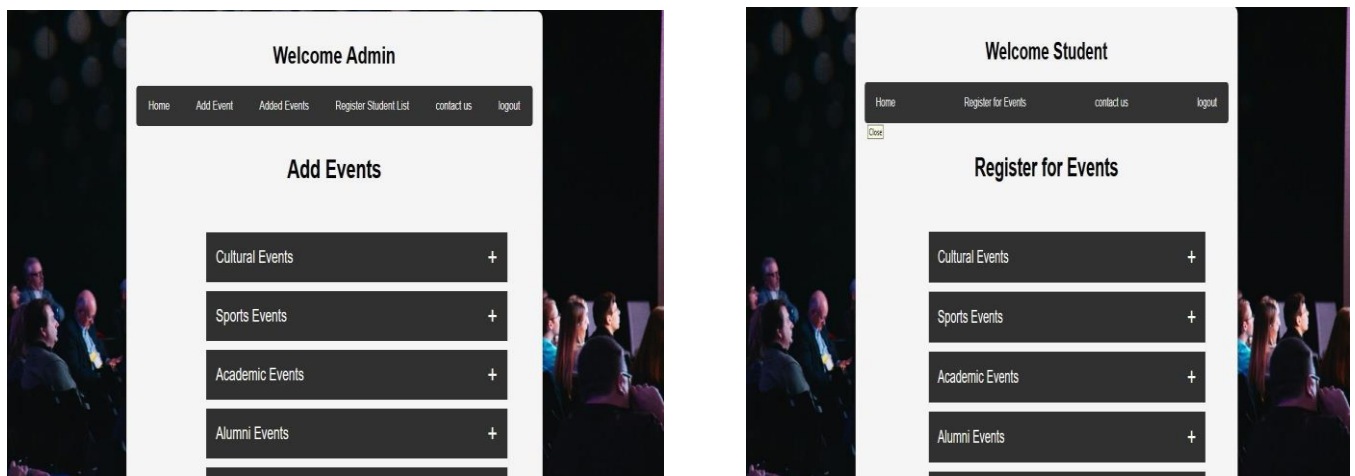 Welcome Admin
Home Add Event Added Events Register Student List contact us logout
Add Events
Cultural Events +
Sports Events +
Academic Events +
Alumni Events +
Welcome Student
Home Register for Events contact us logout
Close
Register for Events
Cultural Events +
Sports Events +
Academic Events +
Alumni Events +